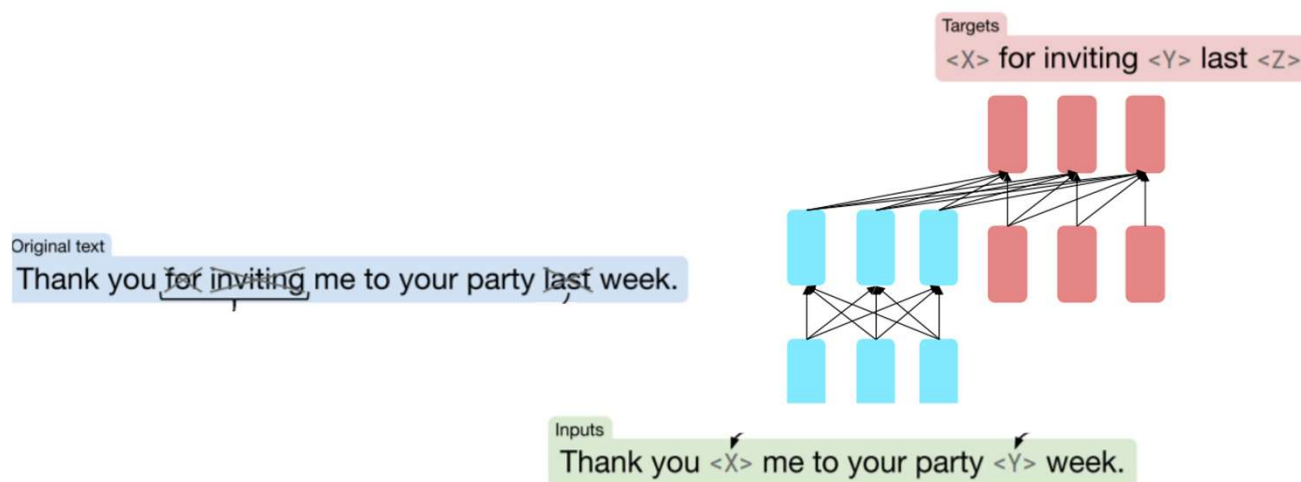 Targets
<X> for inviting <Y> last <Z>
Original text
Thank you for inviting me to your party last week.
Inputs
Thank you <X> me to your party <Y> week.